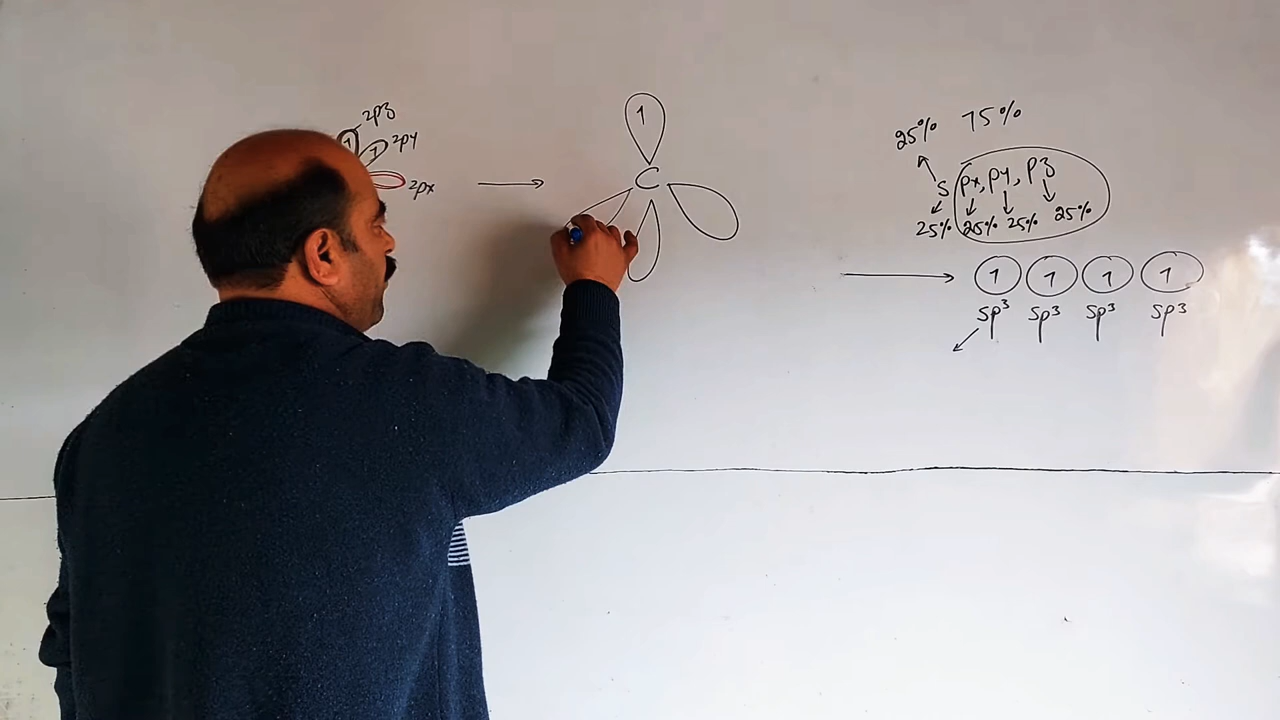 2pz
1
2py
1
2px
1
C
25% 75%
S Px, Py, Pz
25% 25% 25% 25%
1 1 1 1
sp³ sp³ sp³ sp³